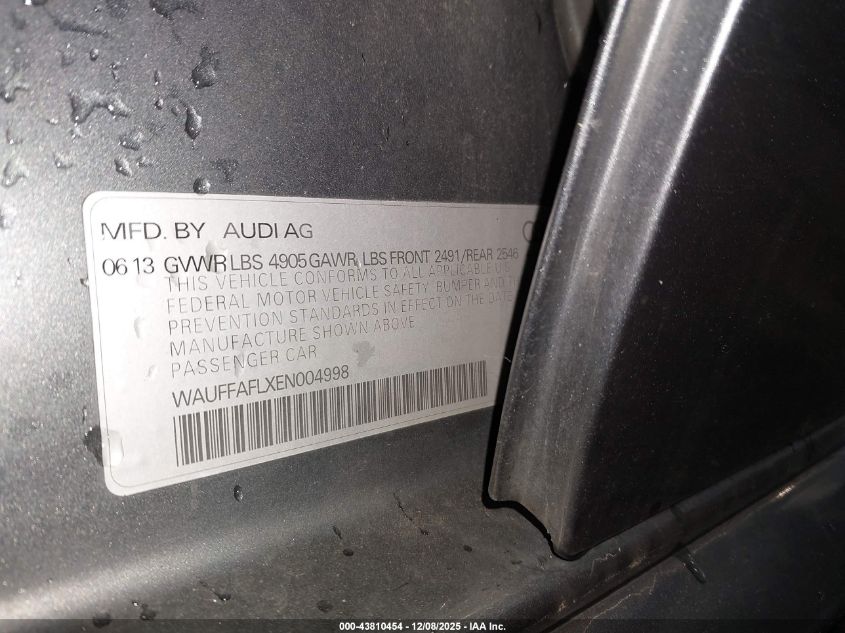 MFD. BY AUDI AG
06 13 GVWR LBS 4905 GAWR LBS FRONT 2491/REAR 2546
THIS VEHICLE CONFORMS TO ALL APPLICABLE
FEDERAL MOTOR VEHICLE SAFETY BUMPER AND
PREVENTION STANDARDS IN EFFECT ON THE DATE
MANUFACTURE SHOWN ABOVE
PASSENGER CAR
WAUFFAFLXEN004998
000-43810454 - 12/08/2025 - IAA Inc.